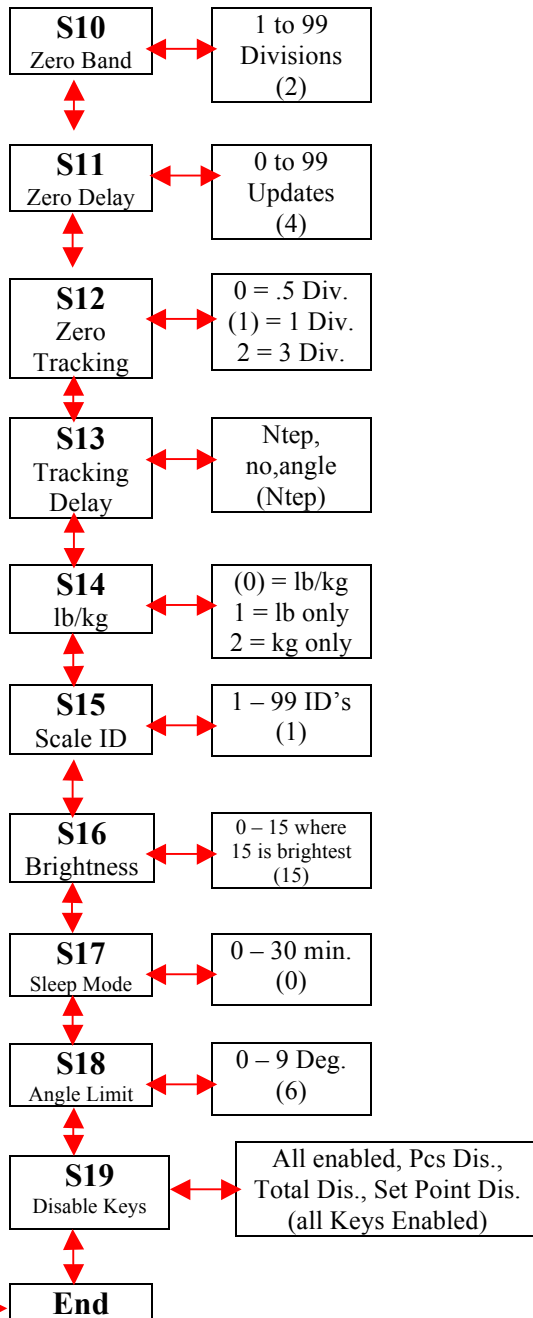 S10
Zero Band
1 to 99
Divisions
(2)
S11
Zero Delay
0 to 99
Updates
(4)
S12
Zero
Tracking
0 = .5 Div.
(1) = 1 Div.
2 = 3 Div.
S13
Tracking
Delay
Ntep,
no,angle
(Ntep)
S14
lb/kg
(0) = lb/kg
1 = lb only
2 = kg only
S15
Scale ID
1 – 99 ID’s
(1)
S16
Brightness
0 – 15 where
15 is brightest
(15)
S17
Sleep Mode
0 – 30 min.
(0)
S18
Angle Limit
0 – 9 Deg.
(6)
S19
Disable Keys
All enabled, Pcs Dis.,
Total Dis., Set Point Dis.
(all Keys Enabled)
End